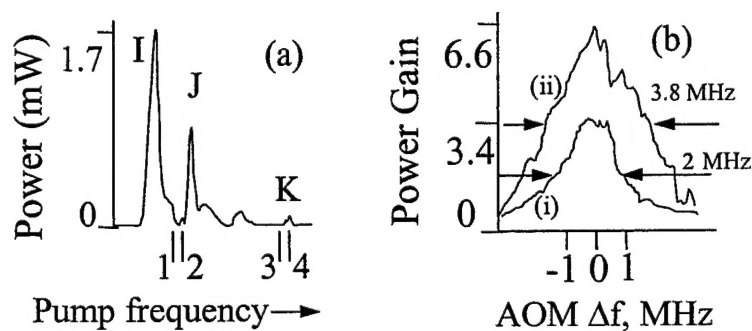 Power (mW)
1.7
0
I
J
K
(a)
1 2 3 4
Pump frequency
Power Gain
6.6
3.4
0
(b)
(ii)
3.8 MHz
2 MHz
(i)
-1 0 1
AOM Δf, MHz